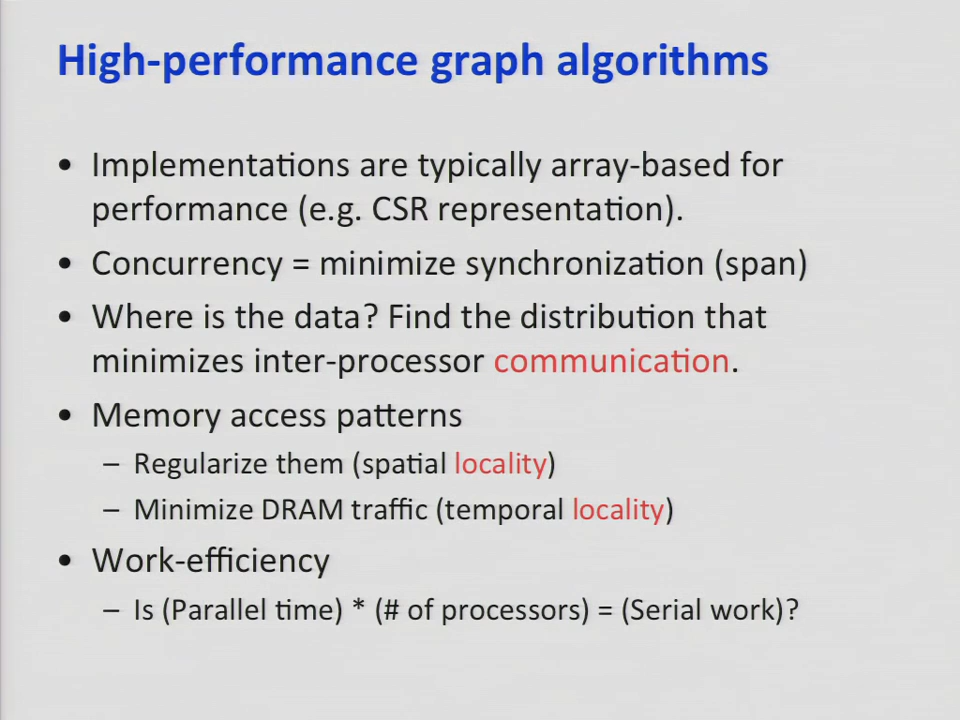 High-performance graph algorithms
• Implementations are typically array-based for
performance (e.g. CSR representation).
• Concurrency = minimize synchronization (span)
• Where is the data? Find the distribution that
minimizes inter-processor communication.
• Memory access patterns
– Regularize them (spatial locality)
– Minimize DRAM traffic (temporal locality)
• Work-efficiency
– Is (Parallel time) * (# of processors) = (Serial work)?